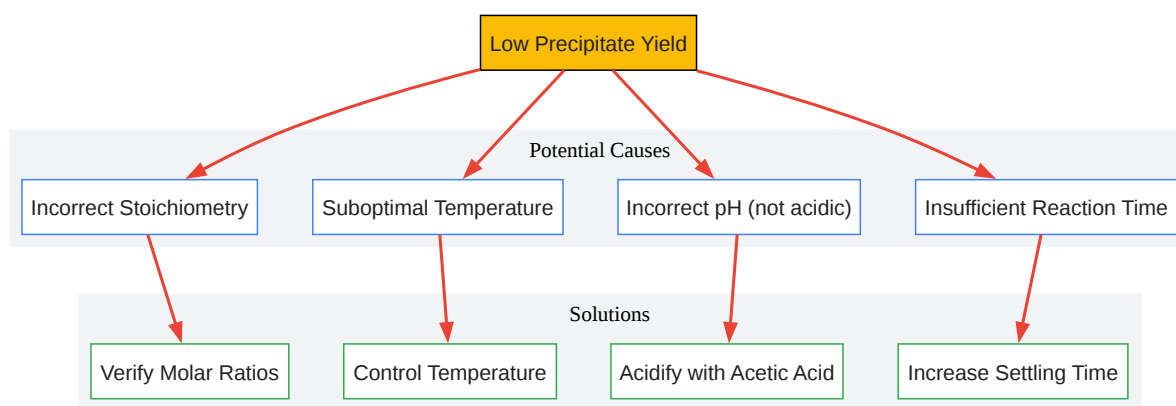 Low Precipitate Yield
Potential Causes
Incorrect Stoichiometry
Suboptimal Temperature
Incorrect pH (not acidic)
Insufficient Reaction Time
Solutions
Verify Molar Ratios
Control Temperature
Acidify with Acetic Acid
Increase Settling Time